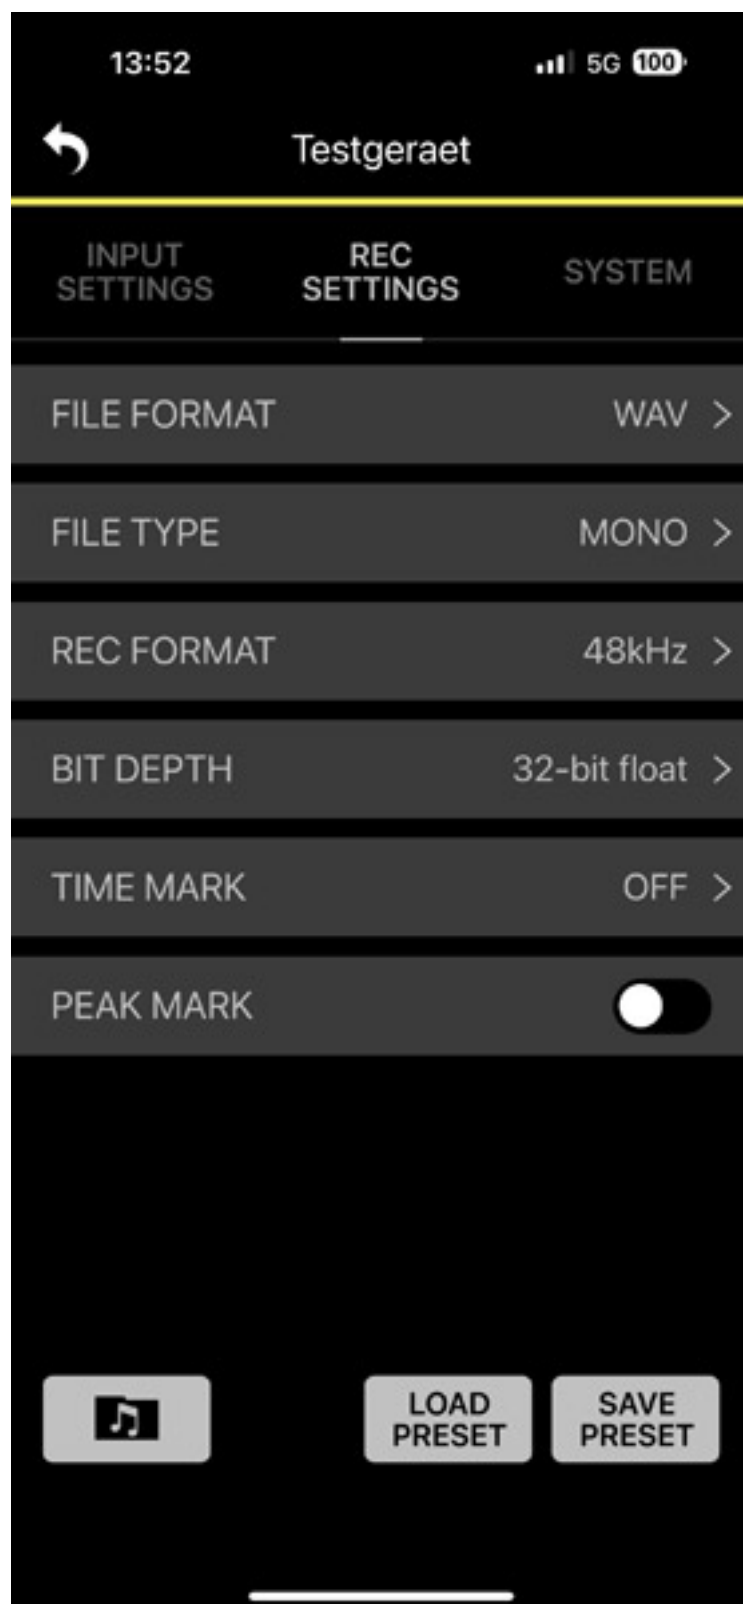 13:52
5G 100
Testgeraet
INPUT SETTINGS
REC SETTINGS
SYSTEM
FILE FORMAT WAV >
FILE TYPE MONO >
REC FORMAT 48kHz >
BIT DEPTH 32-bit float >
TIME MARK OFF >
PEAK MARK
LOAD PRESET
SAVE PRESET